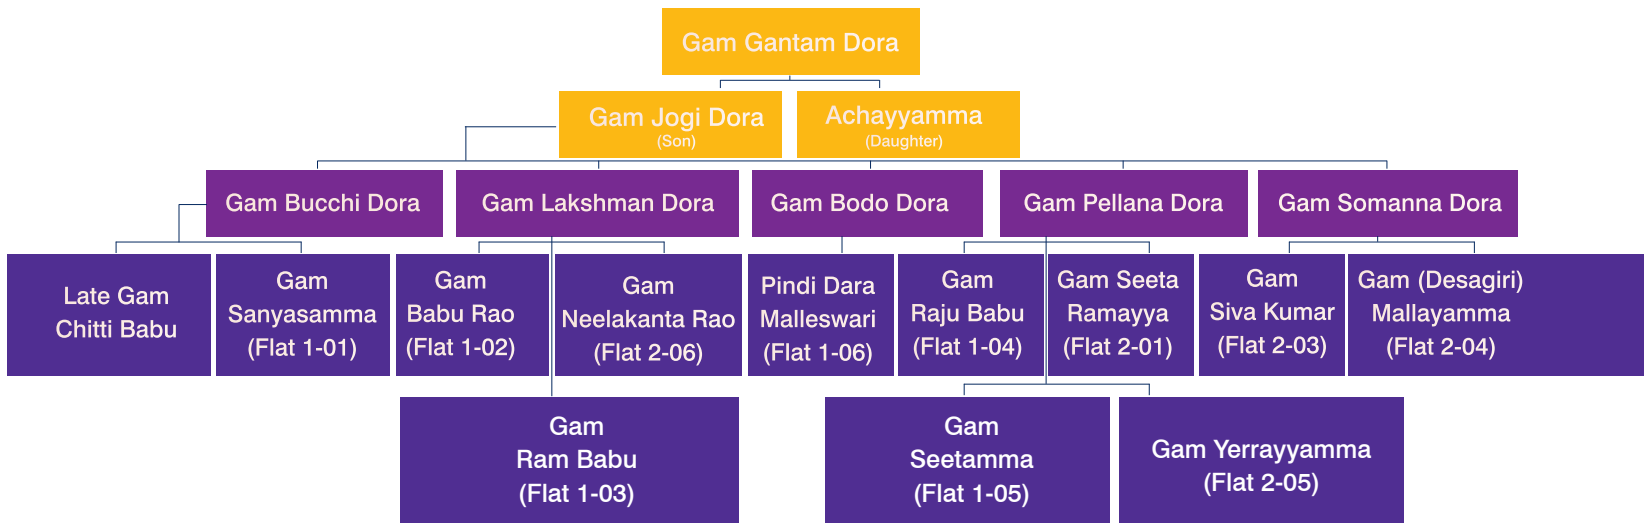 Gam Gantam Dora
Gam Jogi Dora
(Son)
Achayyamma
(Daughter)
Gam Bucchi Dora
Gam Lakshman Dora
Gam Bodo Dora
Gam Pellana Dora
Gam Somanna Dora
Late Gam
Chitti Babu
Gam
Sanyasamma
(Flat 1-01)
Gam
Babu Rao
(Flat 1-02)
Gam
Neelakanta Rao
(Flat 2-06)
Pindi Dara
Malleswari
(Flat 1-06)
Gam
Raju Babu
(Flat 1-04)
Gam Seeta
Ramayya
(Flat 2-01)
Gam
Siva Kumar
(Flat 2-03)
Gam (Desagiri)
Mallayamma
(Flat 2-04)
Gam
Ram Babu
(Flat 1-03)
Gam
Seetamma
(Flat 1-05)
Gam Yerrayyamma
(Flat 2-05)